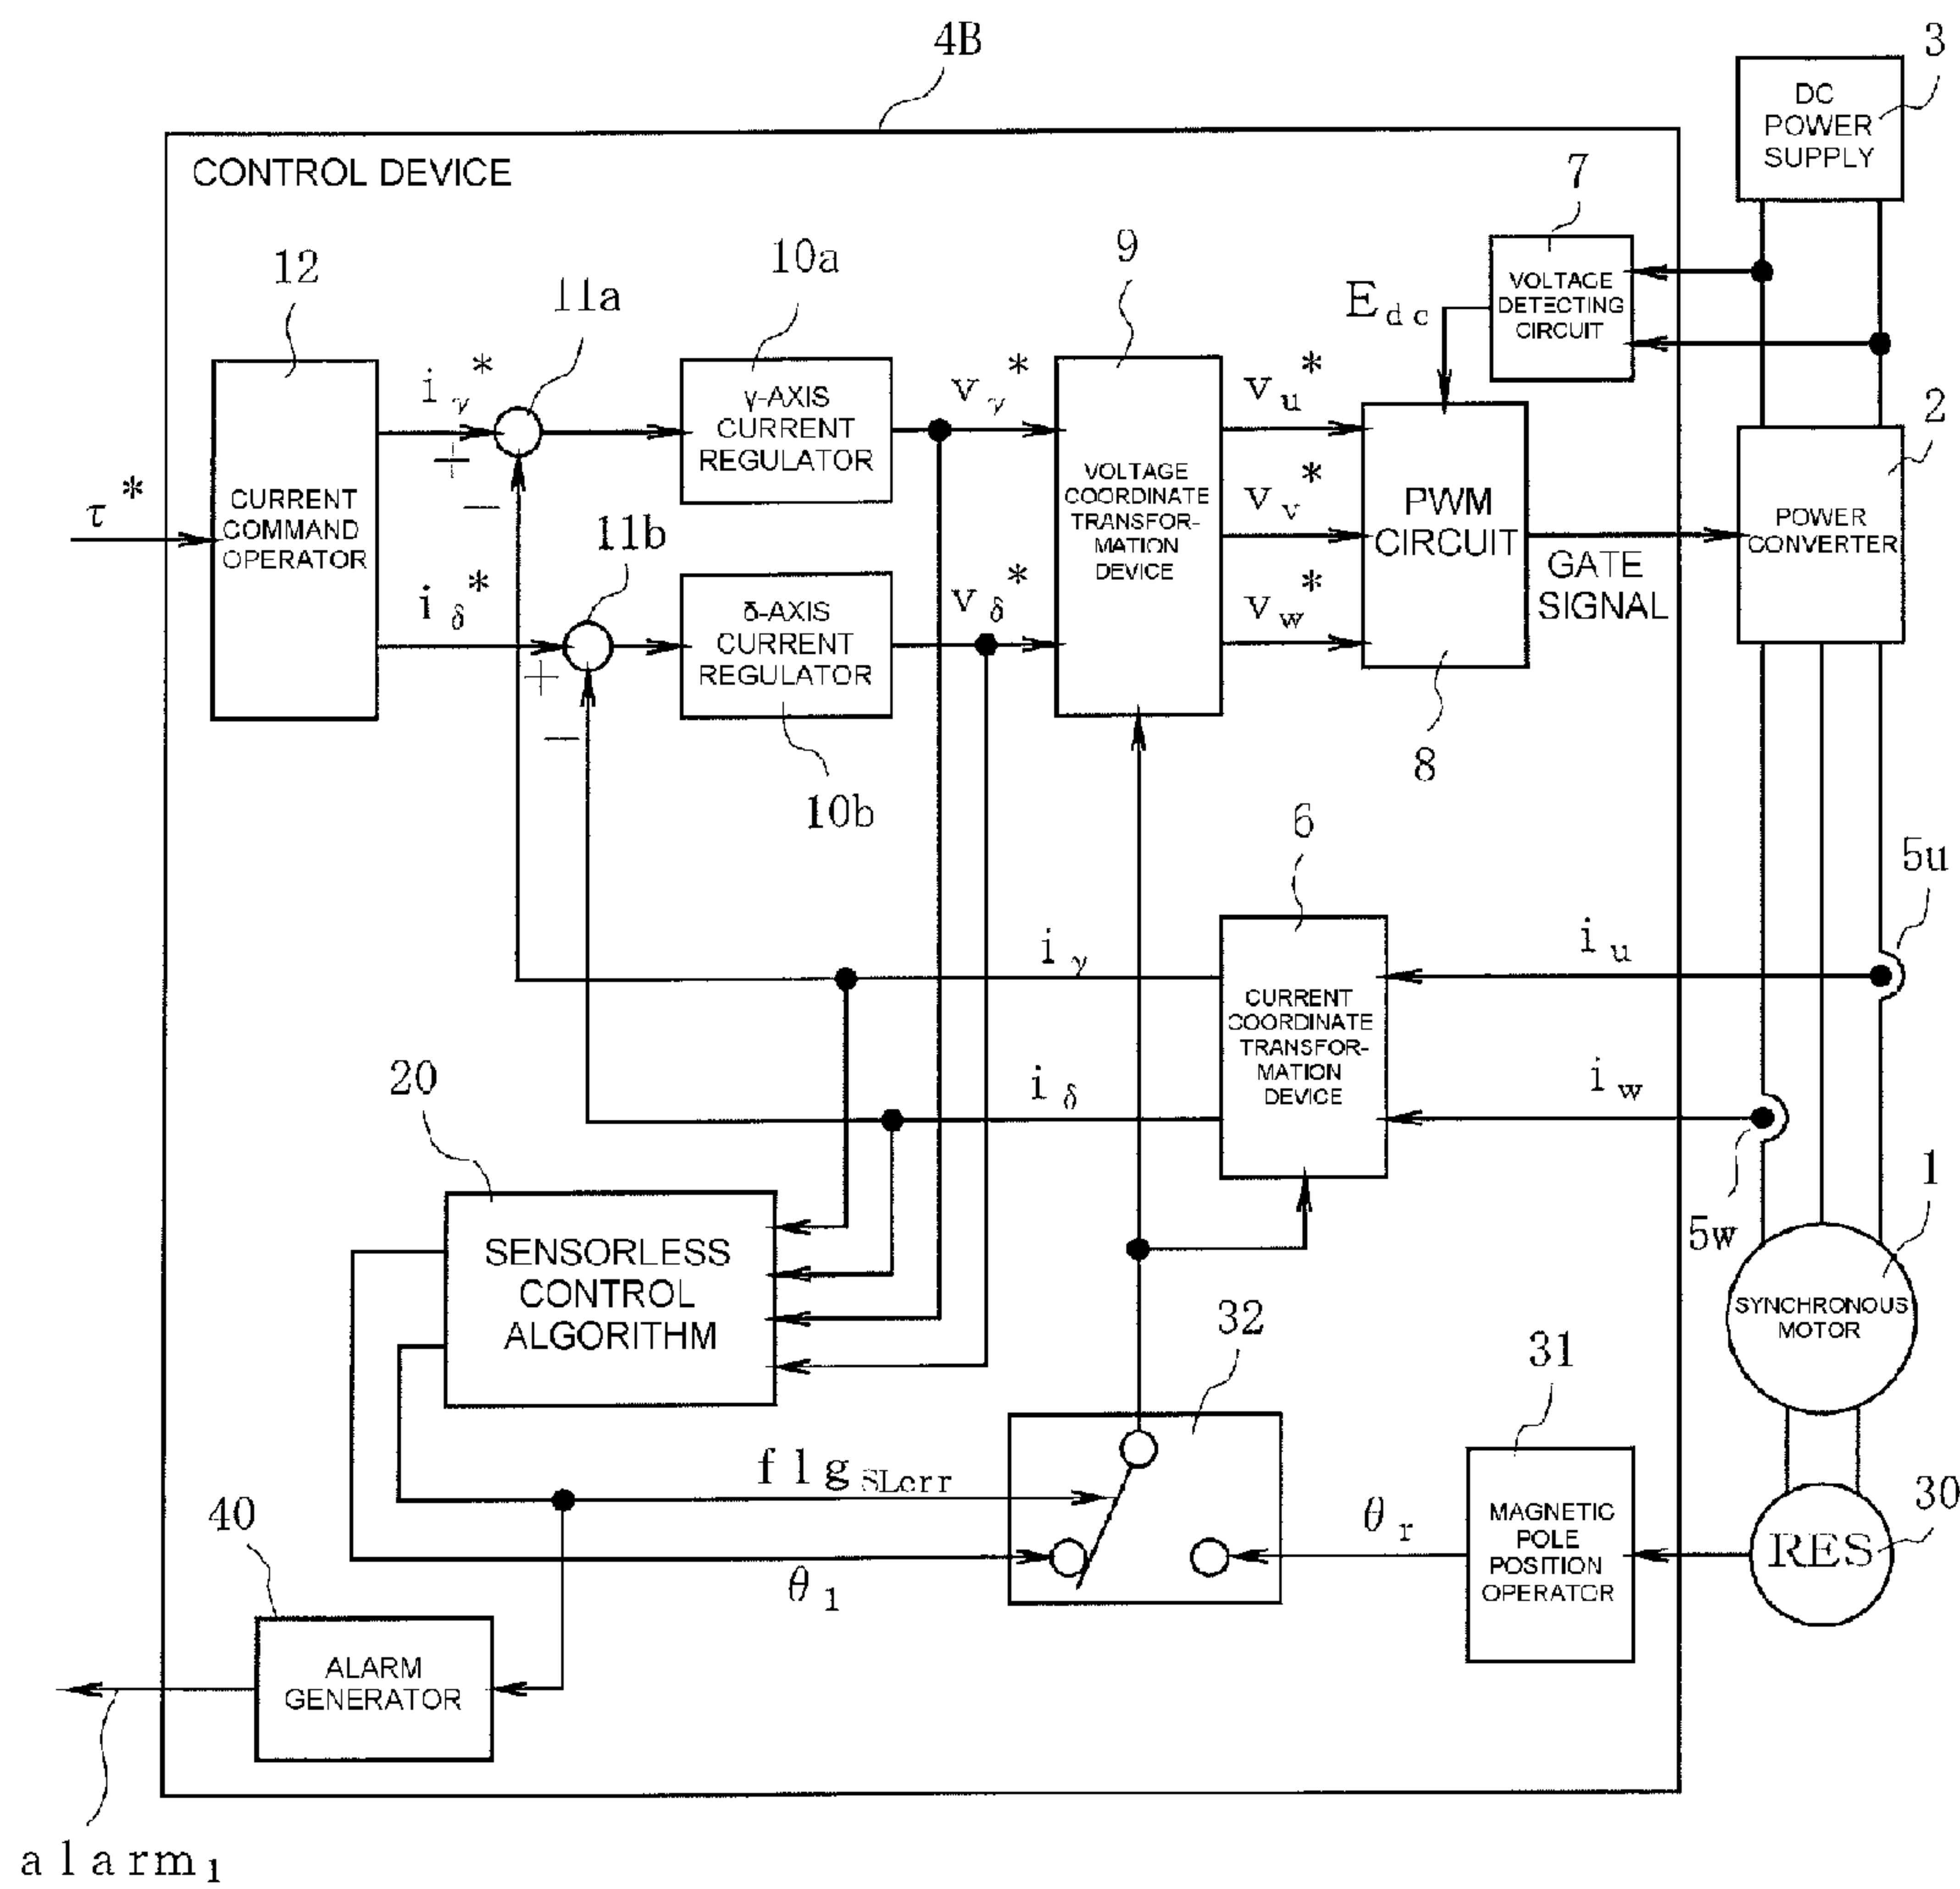 4B
3
DC
POWER
SUPPLY
CONTROL DEVICE
7
12
11a
10a
9
E dc
VOLTAGE
DETECTING
CIRCUIT
2
i γ *
γ-AXIS
CURRENT
REGULATOR
v γ *
v u *
+
−
τ *
CURRENT
COMMAND
OPERATOR
11b
VOLTAGE
COORDINATE
TRANSFOR-
MATION
DEVICE
v v *
PWM
CIRCUIT
POWER
CONVERTER
GATE
SIGNAL
i δ *
δ-AXIS
CURRENT
REGULATOR
v δ *
v w *
+
−
10b
8
6
5u
i γ
i u
CURRENT
COORDINATE
TRANSFOR-
MATION
DEVICE
20
i δ
i w
5w
1
SENSORLESS
CONTROL
ALGORITHM
SYNCHRONOUS
MOTOR
32
31
flg SLerr
30
40
θ r
MAGNETIC
POLE
POSITION
OPERATOR
RES
θ 1
ALARM
GENERATOR
alarm 1